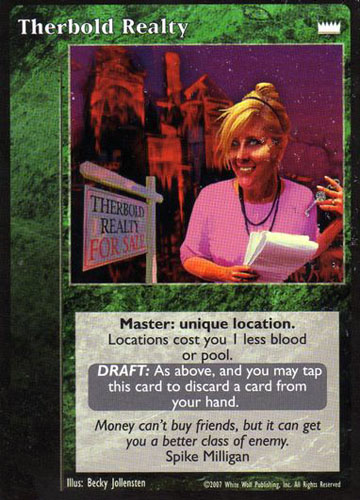 Therbold Realty
THERBOLD
REALTY
FOR SALE
Master: unique location.
Locations cost you 1 less blood
or pool.
DRAFT: As above, and you may tap
this card to discard a card from
your hand.
Money can't buy friends, but it can get
you a better class of enemy.
Spike Milligan
Illus: Becky Jollensten
©2007 White Wolf Publishing, Inc. All Rights Reserved